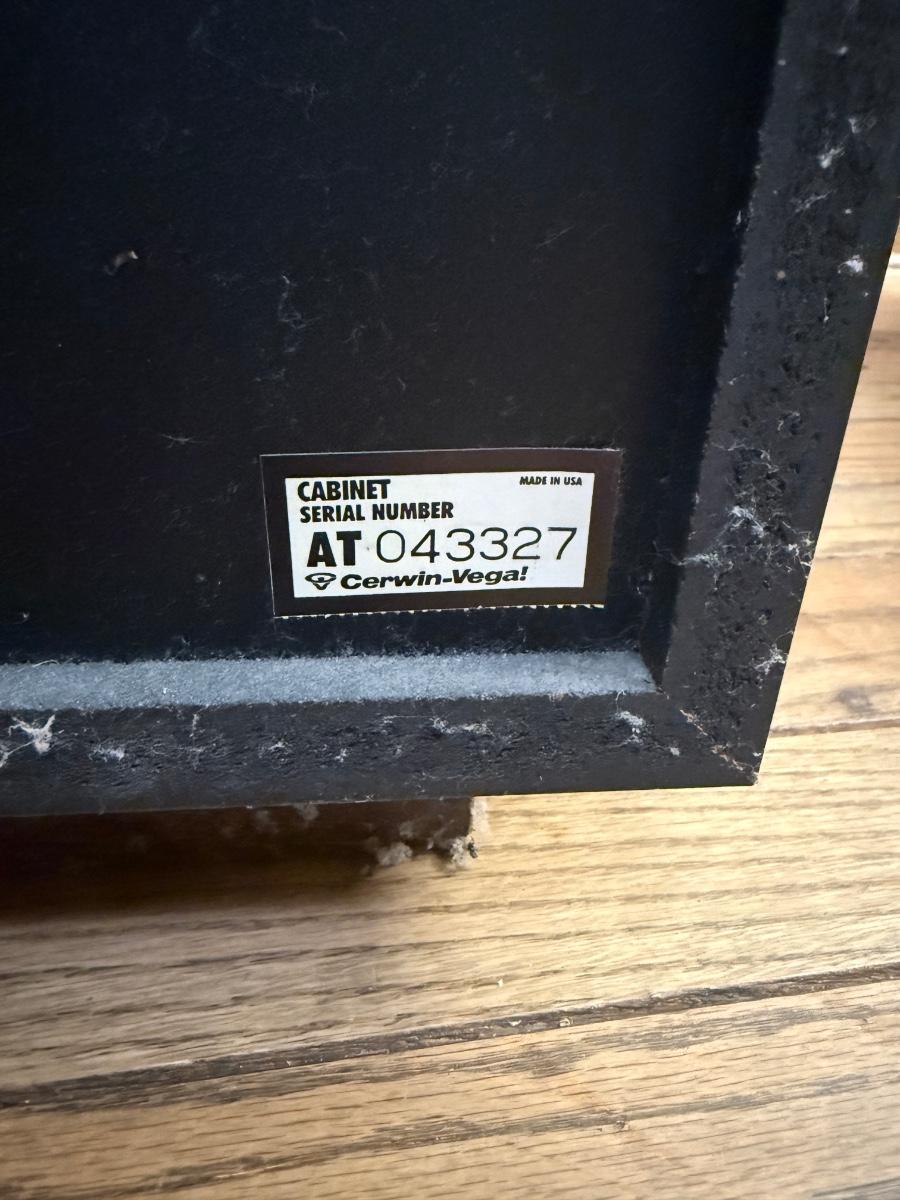 CABINET
MADE IN USA
SERIAL NUMBER
AT 043327
Cerwin-Vega!